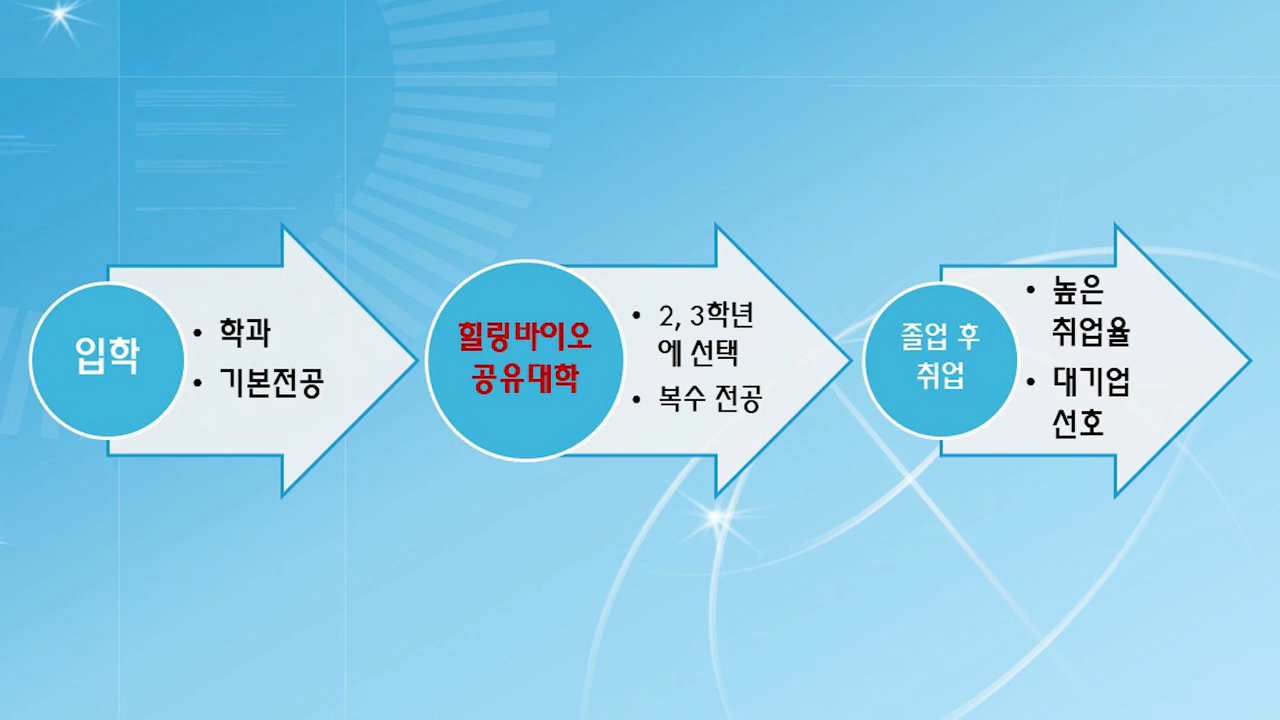 입학
• 학과
• 기본전공
힐링바이오
공유대학
• 2, 3학년
에 선택
• 복수 전공
졸업 후
취업
• 높은
취업율
• 대기업
선호